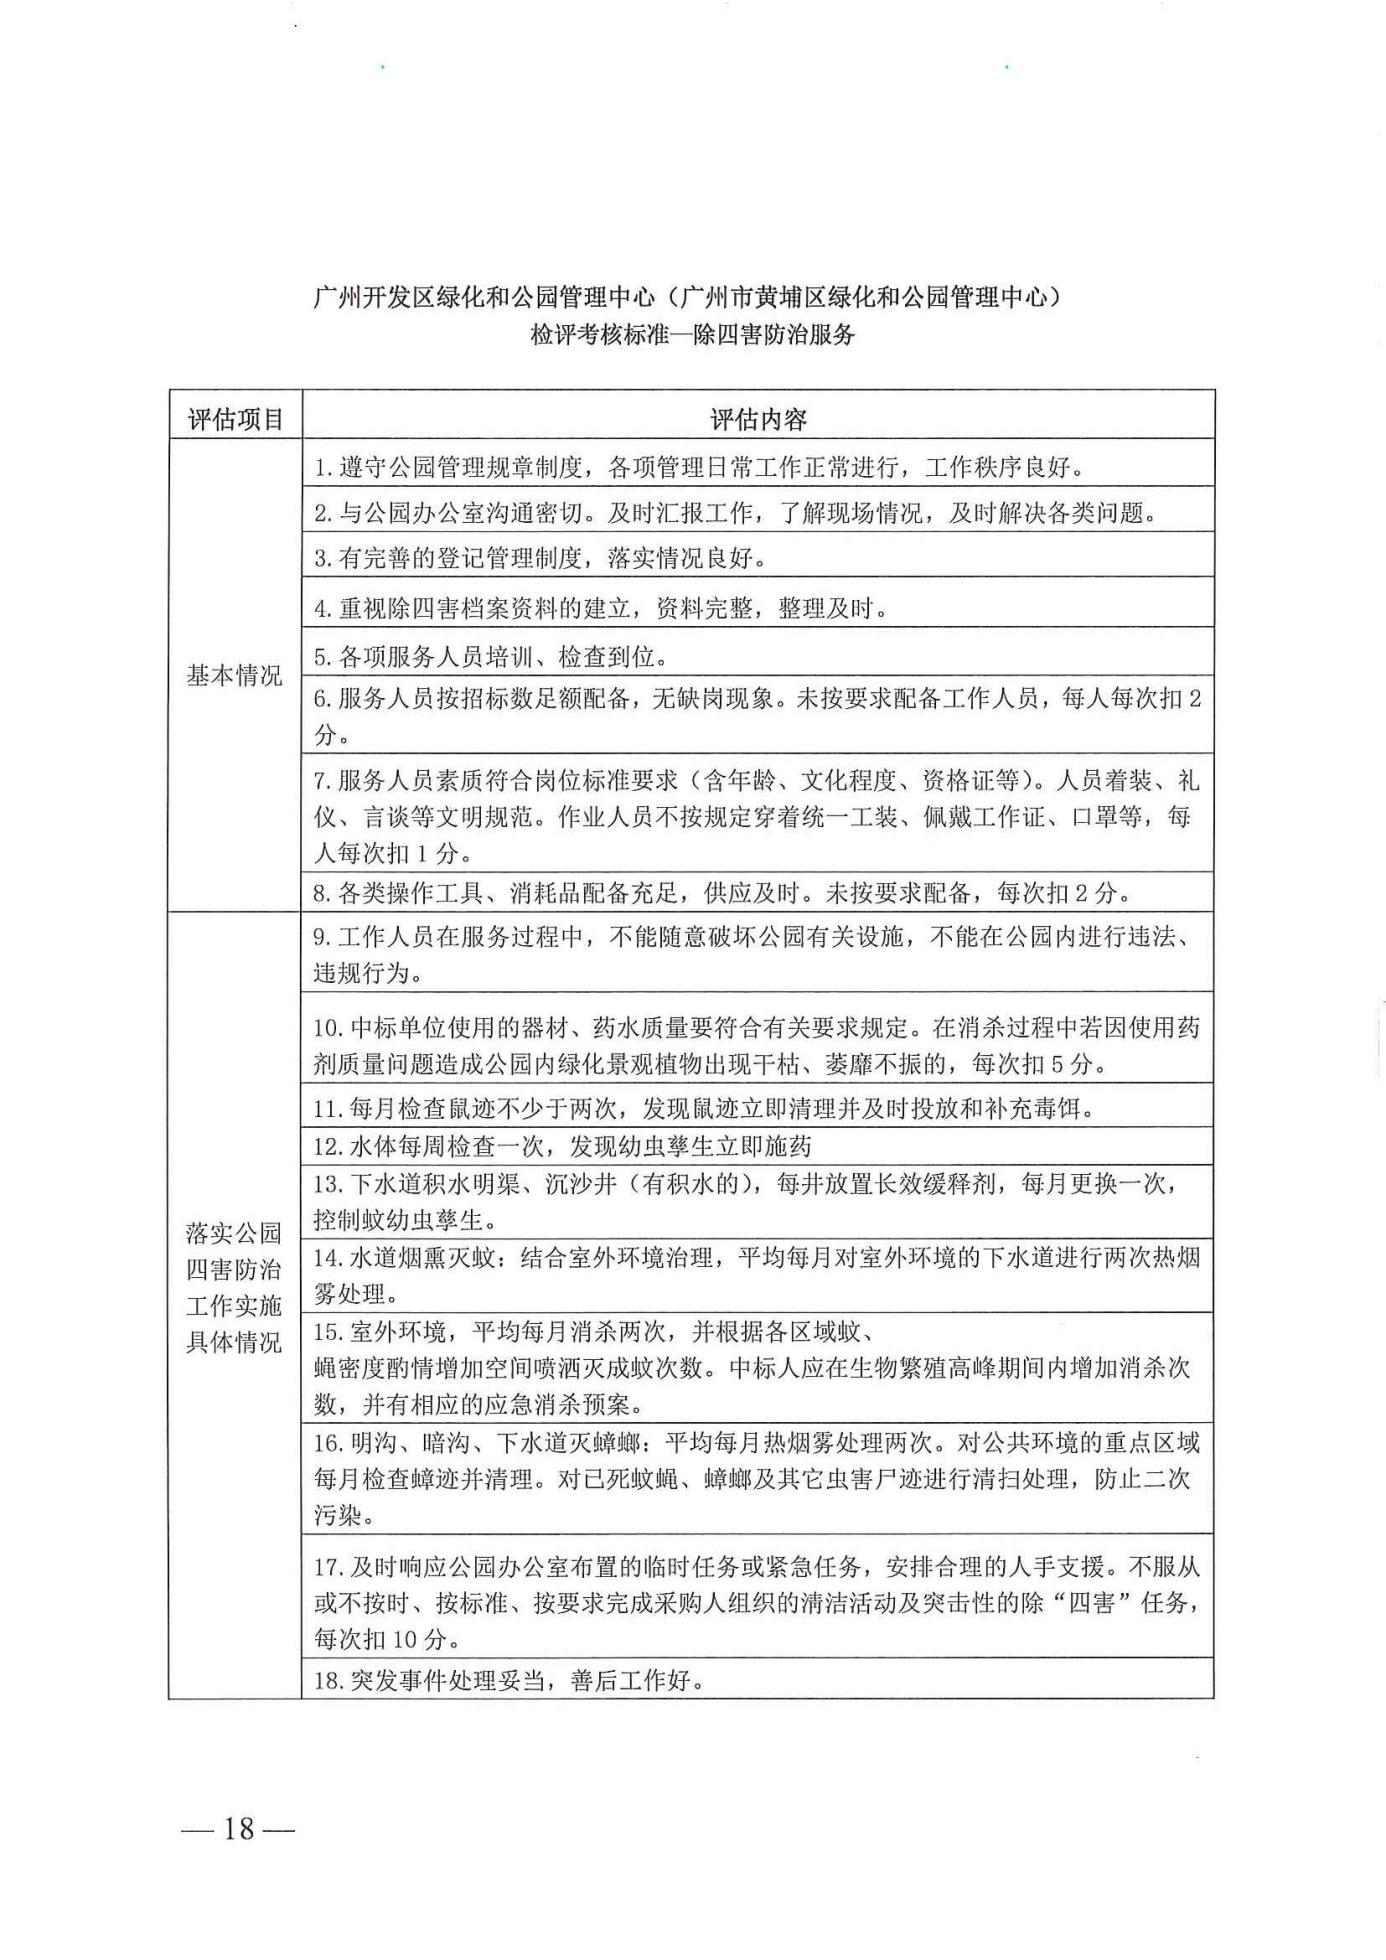 广州开发区绿化和公园管理中心（广州市黄埔区绿化和公园管理中心）
检评考核标准—除四害防治服务
评估项目
评估内容
基本情况
1.遵守公园管理规章制度，各项管理日常工作正常进行，工作秩序良好。
2.与公园办公室沟通密切。及时汇报工作，了解现场情况，及时解决各类问题。
3.有完善的登记管理制度，落实情况良好。
4.重视除四害档案资料的建立，资料完整，整理及时。
5.各项服务人员培训、检查到位。
6.服务人员按招标数足额配备，无缺岗现象。未按要求配备工作人员，每人每次扣 2
分。
7.服务人员素质符合岗位标准要求（含年龄、文化程度、资格证等）。人员着装、礼
仪、言谈等文明规范。作业人员不按规定穿着统一工装、佩戴工作证、口罩等，每
人每次扣 1 分。
8.各类操作工具、消耗品配备充足，供应及时。未按要求配备，每次扣 2 分。
落实公园
四害防治
工作实施
具体情况
9.工作人员在服务过程中，不能随意破坏公园有关设施，不能在公园内进行违法、
违规行为。
10.中标单位使用的器材、药水质量要符合有关要求规定。在消杀过程中若因使用药
剂质量问题造成公园内绿化景观植物出现干枯、萎靡不振的，每次扣 5 分。
11.每月检查鼠迹不少于两次，发现鼠迹立即清理并及时投放和补充毒饵。
12.水体每周检查一次，发现幼虫孳生立即施药
13.下水道积水明渠、沉沙井（有积水的），每井放置长效缓释剂，每月更换一次，
控制蚊幼虫孳生。
14.水道烟熏灭蚊：结合室外环境治理，平均每月对室外环境的下水道进行两次热烟
雾处理。
15.室外环境，平均每月消杀两次，并根据各区域蚊、
蝇密度酌情增加空间喷洒灭成蚊次数。中标人应在生物繁殖高峰期间内增加消杀次
数，并有相应的应急消杀预案。
16.明沟、暗沟、下水道灭蟑螂：平均每月热烟雾处理两次。对公共环境的重点区域
每月检查蟑迹并清理。对已死蚊蝇、蟑螂及其它虫害尸迹进行清扫处理，防止二次
污染。
17.及时响应公园办公室布置的临时任务或紧急任务，安排合理的人手支援。不服从
或不按时、按标准、按要求完成采购人组织的清洁活动及突击性的除“四害”任务，
每次扣 10 分。
18.突发事件处理妥当，善后工作好。
— 18 —